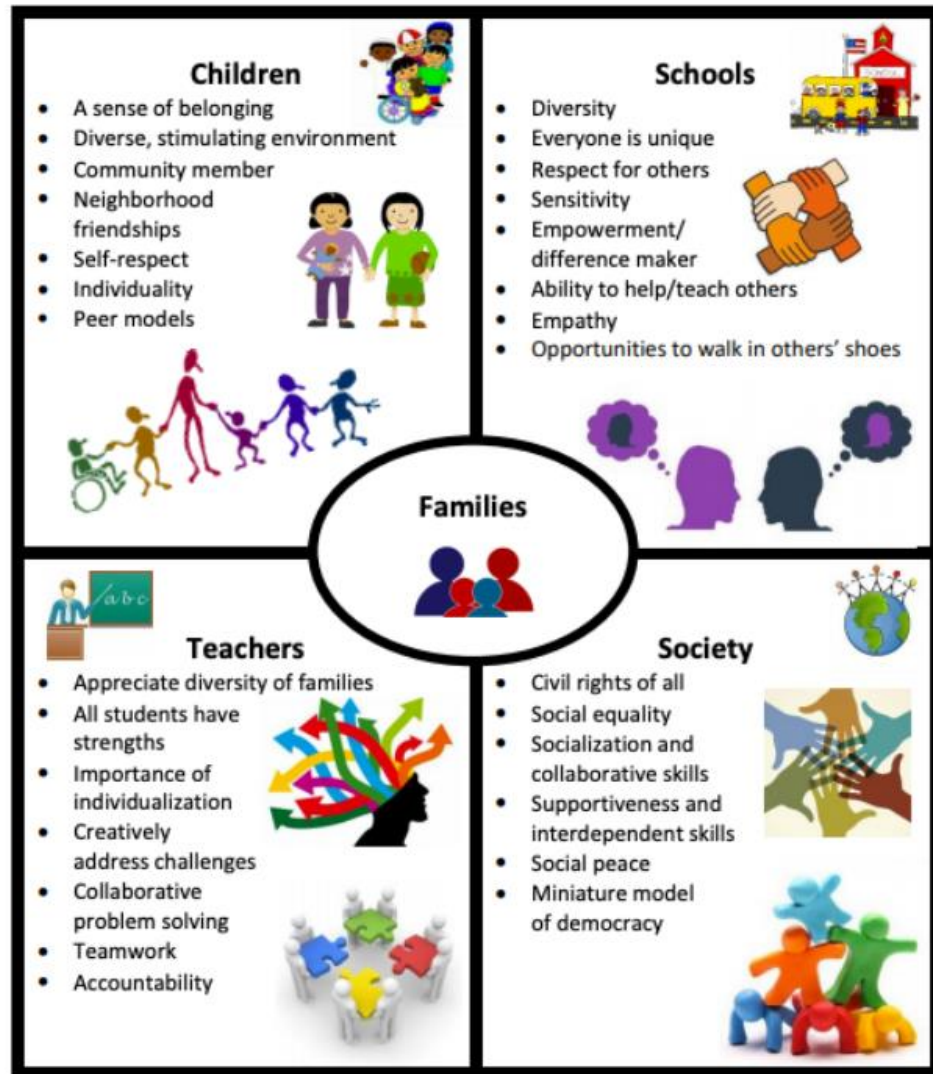 Children
• A sense of belonging
• Diverse, stimulating environment
• Community member
• Neighborhood
friendships
• Self-respect
• Individuality
• Peer models
Schools
• Diversity
• Everyone is unique
• Respect for others
• Sensitivity
• Empowerment/
difference maker
• Ability to help/teach others
• Empathy
• Opportunities to walk in others’ shoes
SCHOOL
Families
abc
Teachers
• Appreciate diversity of families
• All students have
strengths
• Importance of
individualization
• Creatively
address challenges
• Collaborative
problem solving
• Teamwork
• Accountability
Society
• Civil rights of all
• Social equality
• Socialization and
collaborative skills
• Supportiveness and
interdependent skills
• Social peace
• Miniature model
of democracy